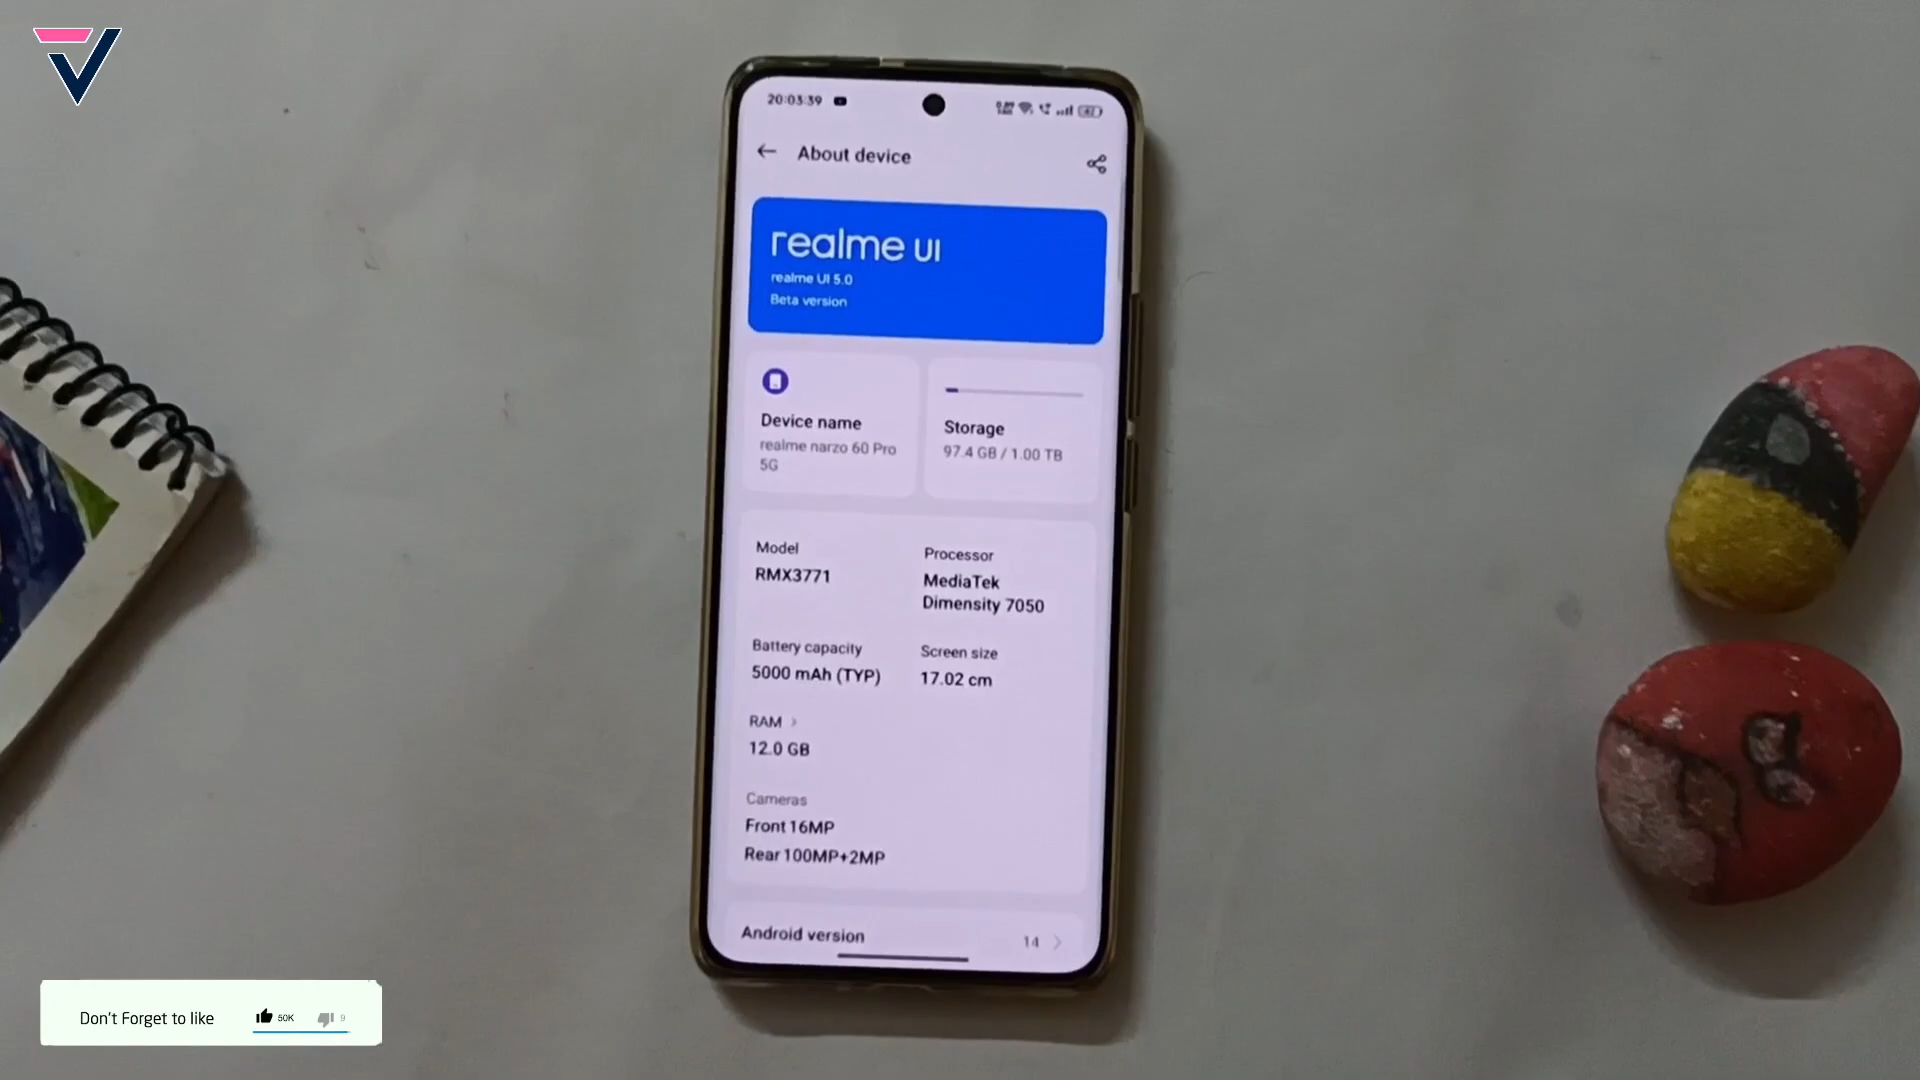 20:03:39
About device
realme UI
realme UI 5.0
Beta version
Device name
realme narzo 60 Pro
5G
Storage
97.4 GB / 1.00 TB
Model
RMX3771
Processor
MediaTek
Dimensity 7050
Battery capacity
5000 mAh (TYP)
Screen size
17.02 cm
RAM >
12.0 GB
Cameras
Front 16MP
Rear 100MP+2MP
Android version
14 >
Don't Forget to like
50K
9